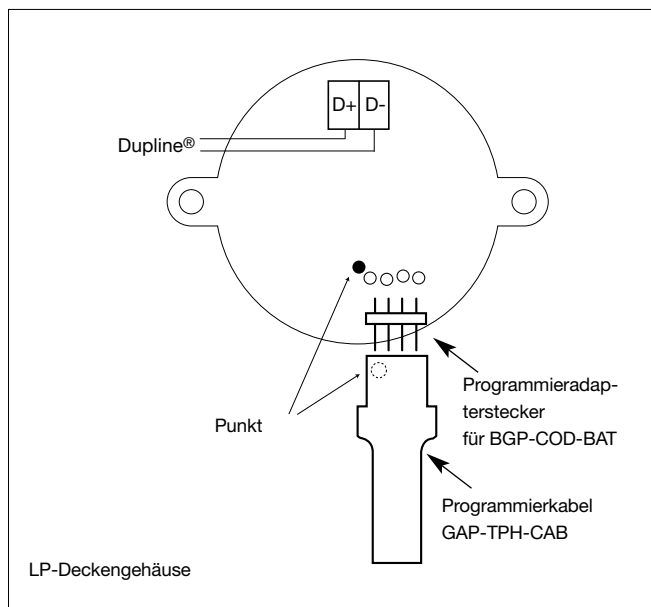 D+ D-
Dupline®
Programmieradap-
terstecker
für BGP-COD-BAT
Punkt
Programmierkabel
GAP-TPH-CAB
LP-Deckengehäuse